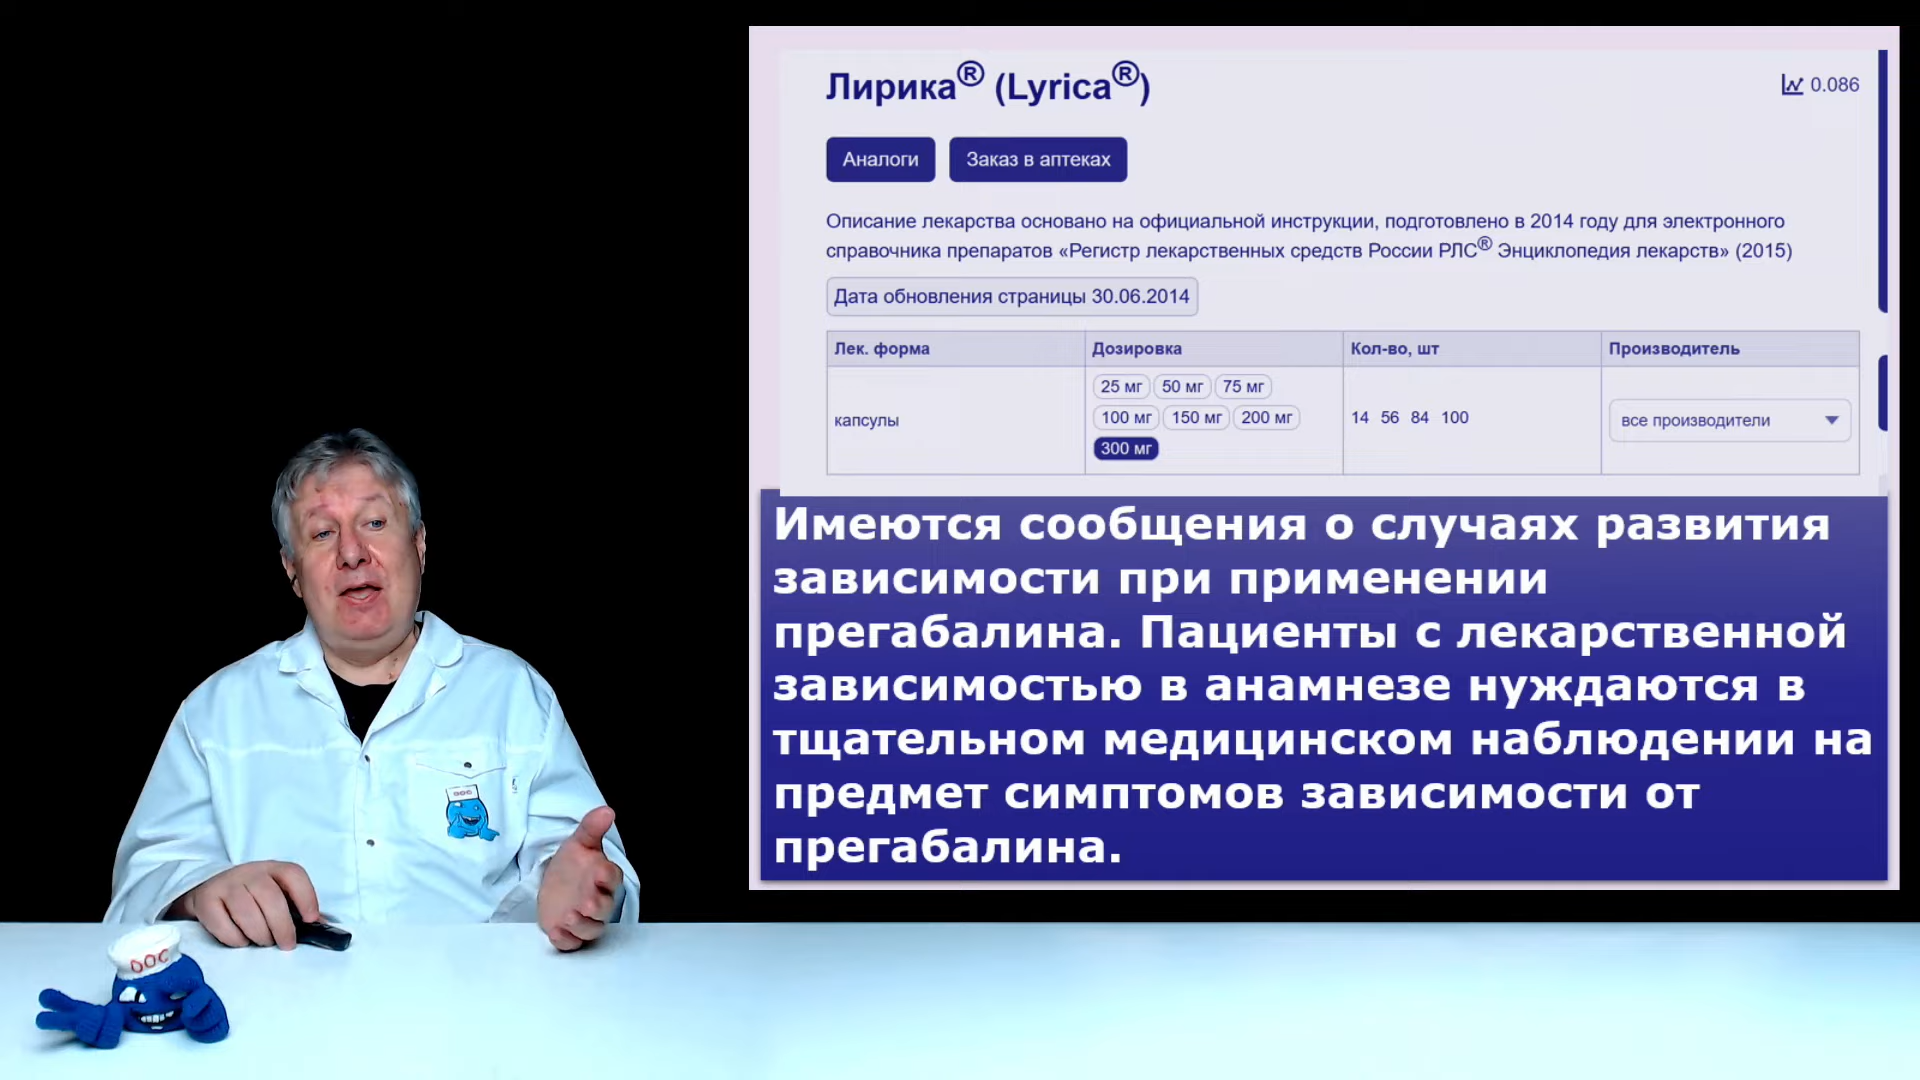 Лирика® (Lyrica®)
0.086
Аналоги
Заказ в аптеках
Описание лекарства основано на официальной инструкции, подготовлено в 2014 году для электронного
справочника препаратов «Регистр лекарственных средств России РЛС® Энциклопедия лекарств» (2015)
Дата обновления страницы 30.06.2014
Лек. форма
Дозировка
Кол-во, шт
Производитель
капсулы
25 мг 50 мг 75 мг
100 мг 150 мг 200 мг
300 мг
14 56 84 100
все производители
Имеются сообщения о случаях развития
зависимости при применении
прегабалина. Пациенты с лекарственной
зависимостью в анамнезе нуждаются в
тщательном медицинском наблюдении на
предмет симптомов зависимости от
прегабалина.
DOC